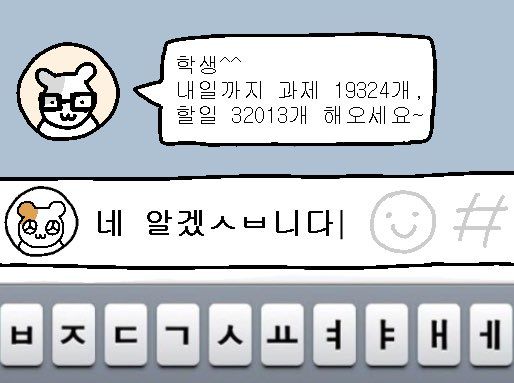 학생^^
내일까지 과제 19324개,
할일 32013개 해오세요~
네 알겠ㅅㅂ니다|
#
ㅂ ㅈ ㄷ ㄱ ㅅ ㅛ ㅕ ㅑ ㅐ ㅔ